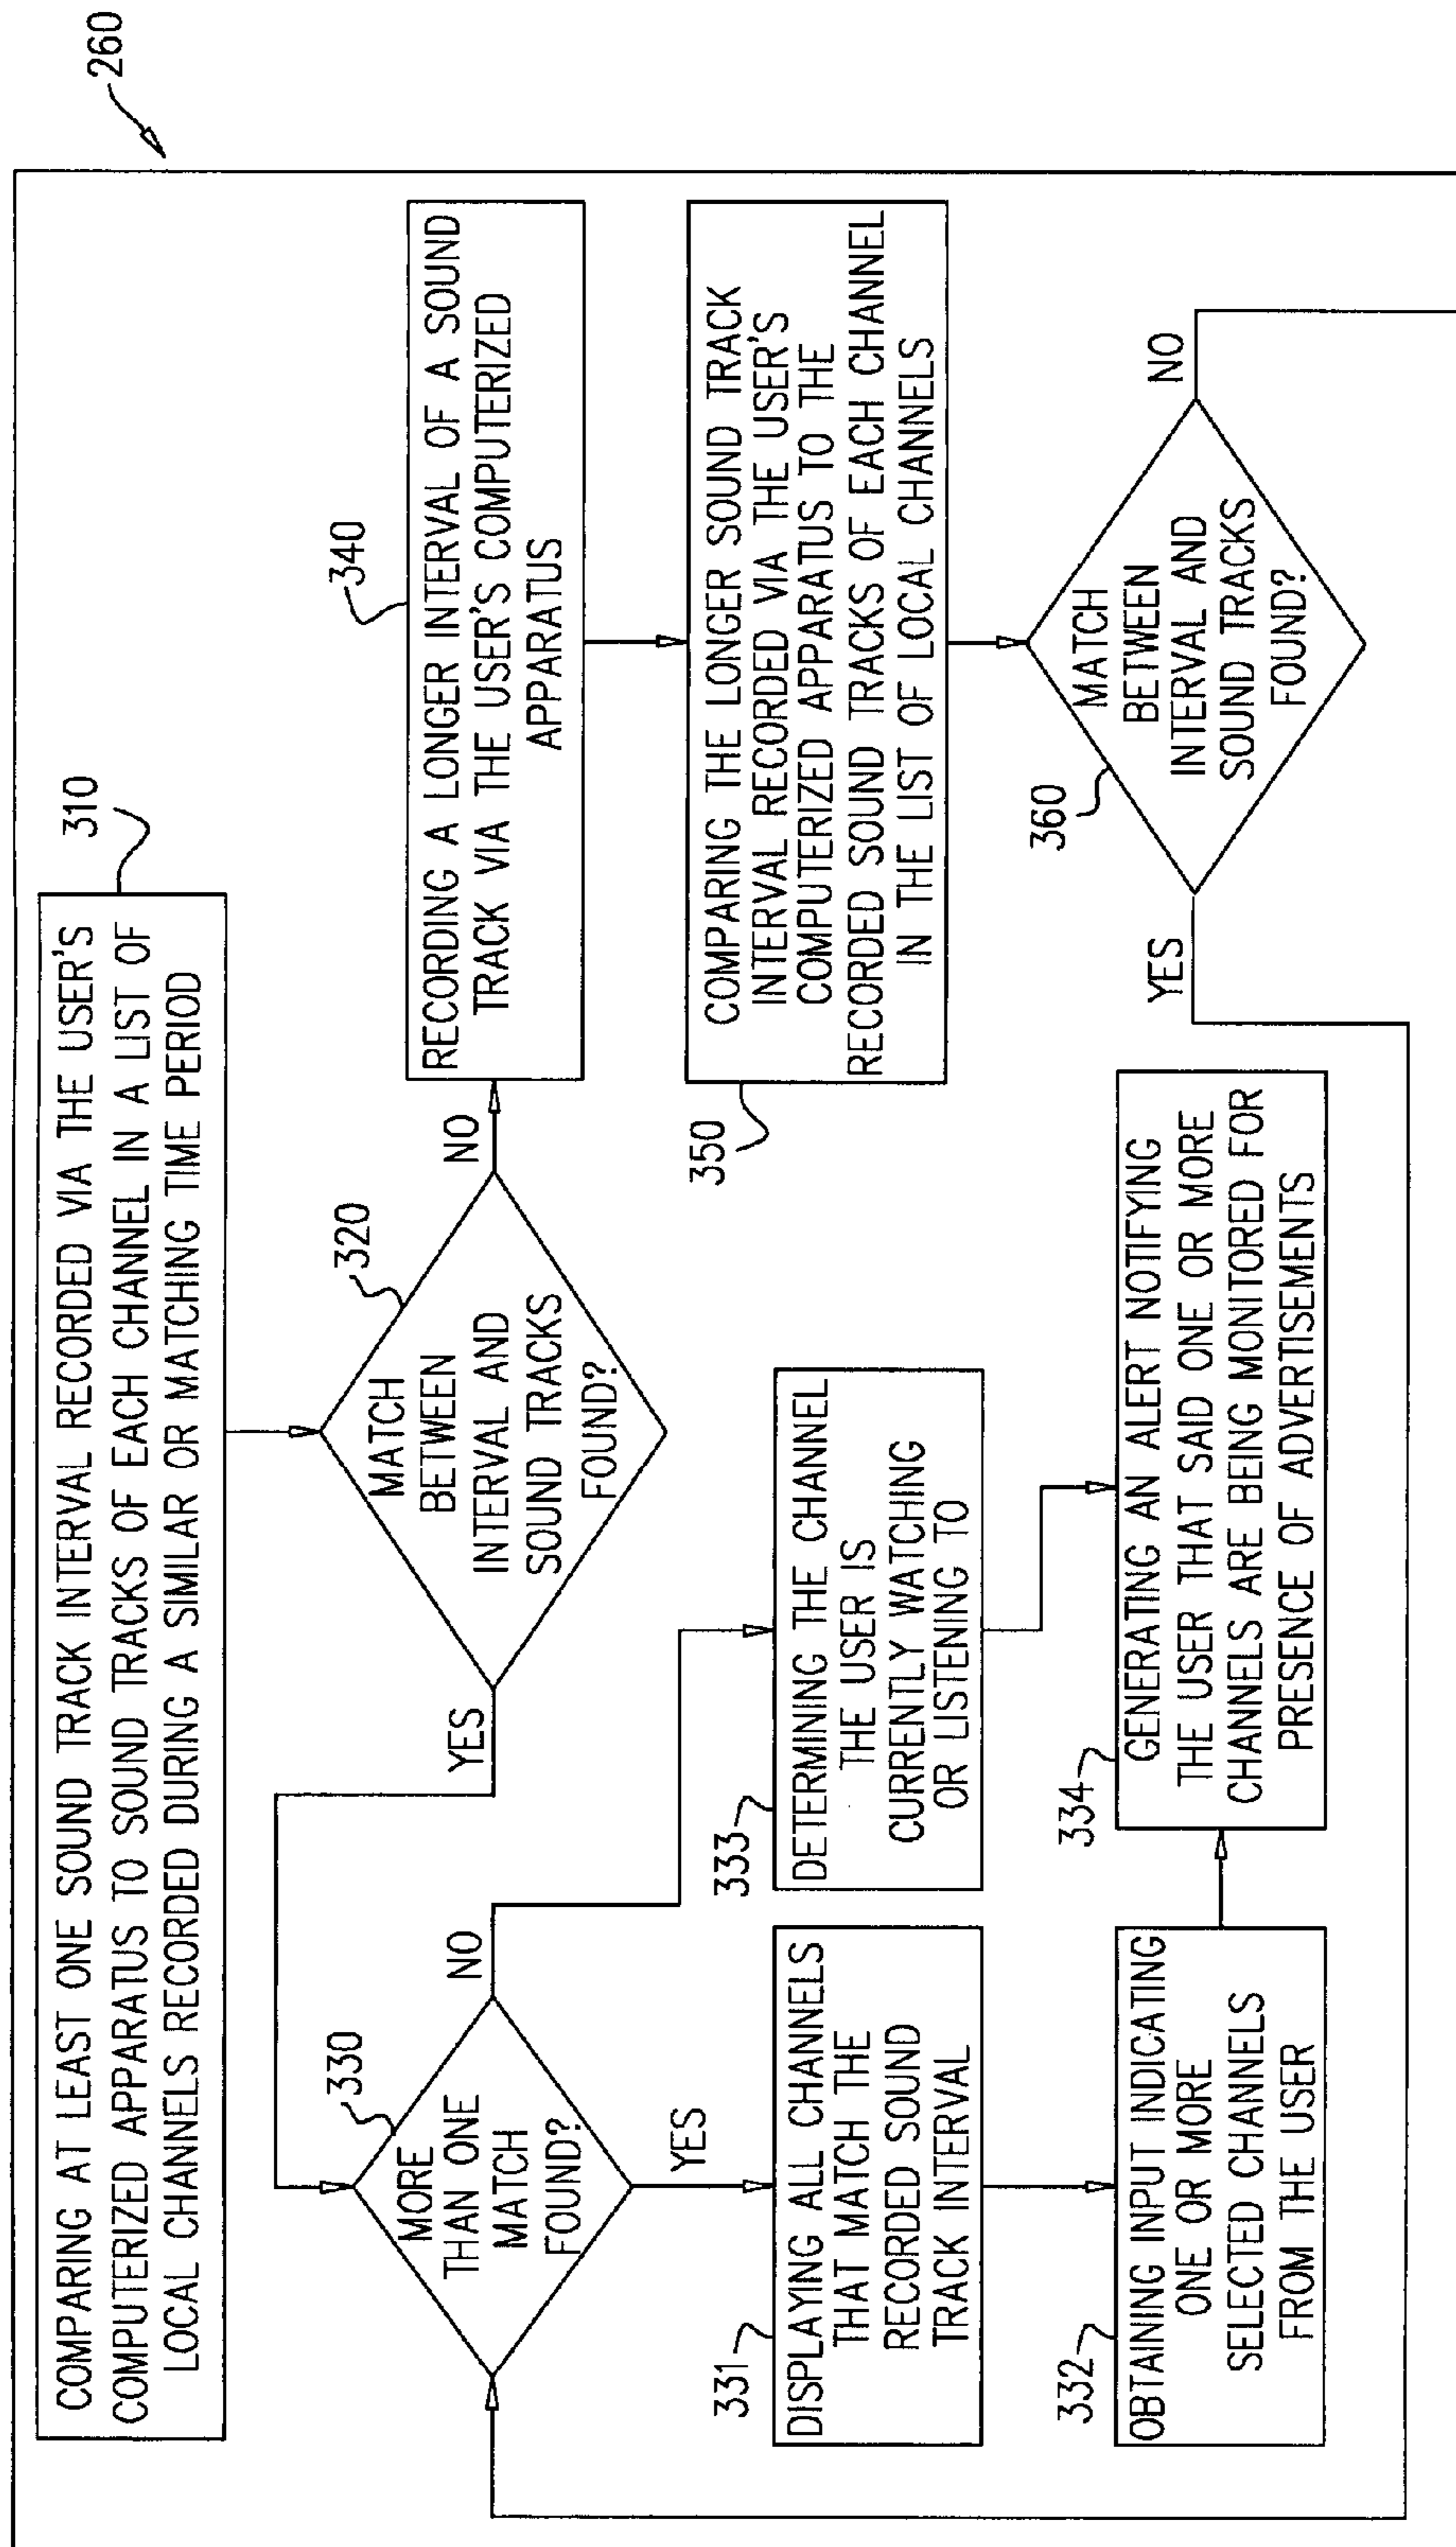 260
310
COMPARING AT LEAST ONE SOUND TRACK INTERVAL RECORDED VIA THE USER'S
COMPUTERIZED APPARATUS TO SOUND TRACKS OF EACH CHANNEL IN A LIST OF
LOCAL CHANNELS RECORDED DURING A SIMILAR OR MATCHING TIME PERIOD
320
MATCH
BETWEEN
INTERVAL AND
SOUND TRACKS
FOUND?
YES
NO
340
RECORDING A LONGER INTERVAL OF A SOUND
TRACK VIA THE USER'S COMPUTERIZED
APPARATUS
330
MORE
THAN ONE
MATCH
FOUND?
NO
YES
350
COMPARING THE LONGER SOUND TRACK
INTERVAL RECORDED VIA THE USER'S
COMPUTERIZED APPARATUS TO THE
RECORDED SOUND TRACKS OF EACH CHANNEL
IN THE LIST OF LOCAL CHANNELS
331
DISPLAYING ALL CHANNELS
THAT MATCH THE
RECORDED SOUND
TRACK INTERVAL
333
DETERMINING THE CHANNEL
THE USER IS
CURRENTLY WATCHING
OR LISTENING TO
332
OBTAINING INPUT INDICATING
ONE OR MORE
SELECTED CHANNELS
FROM THE USER
334
GENERATING AN ALERT NOTIFYING
THE USER THAT SAID ONE OR MORE
CHANNELS ARE BEING MONITORED FOR
PRESENCE OF ADVERTISEMENTS
360
MATCH
BETWEEN
INTERVAL AND
SOUND TRACKS
FOUND?
YES
NO